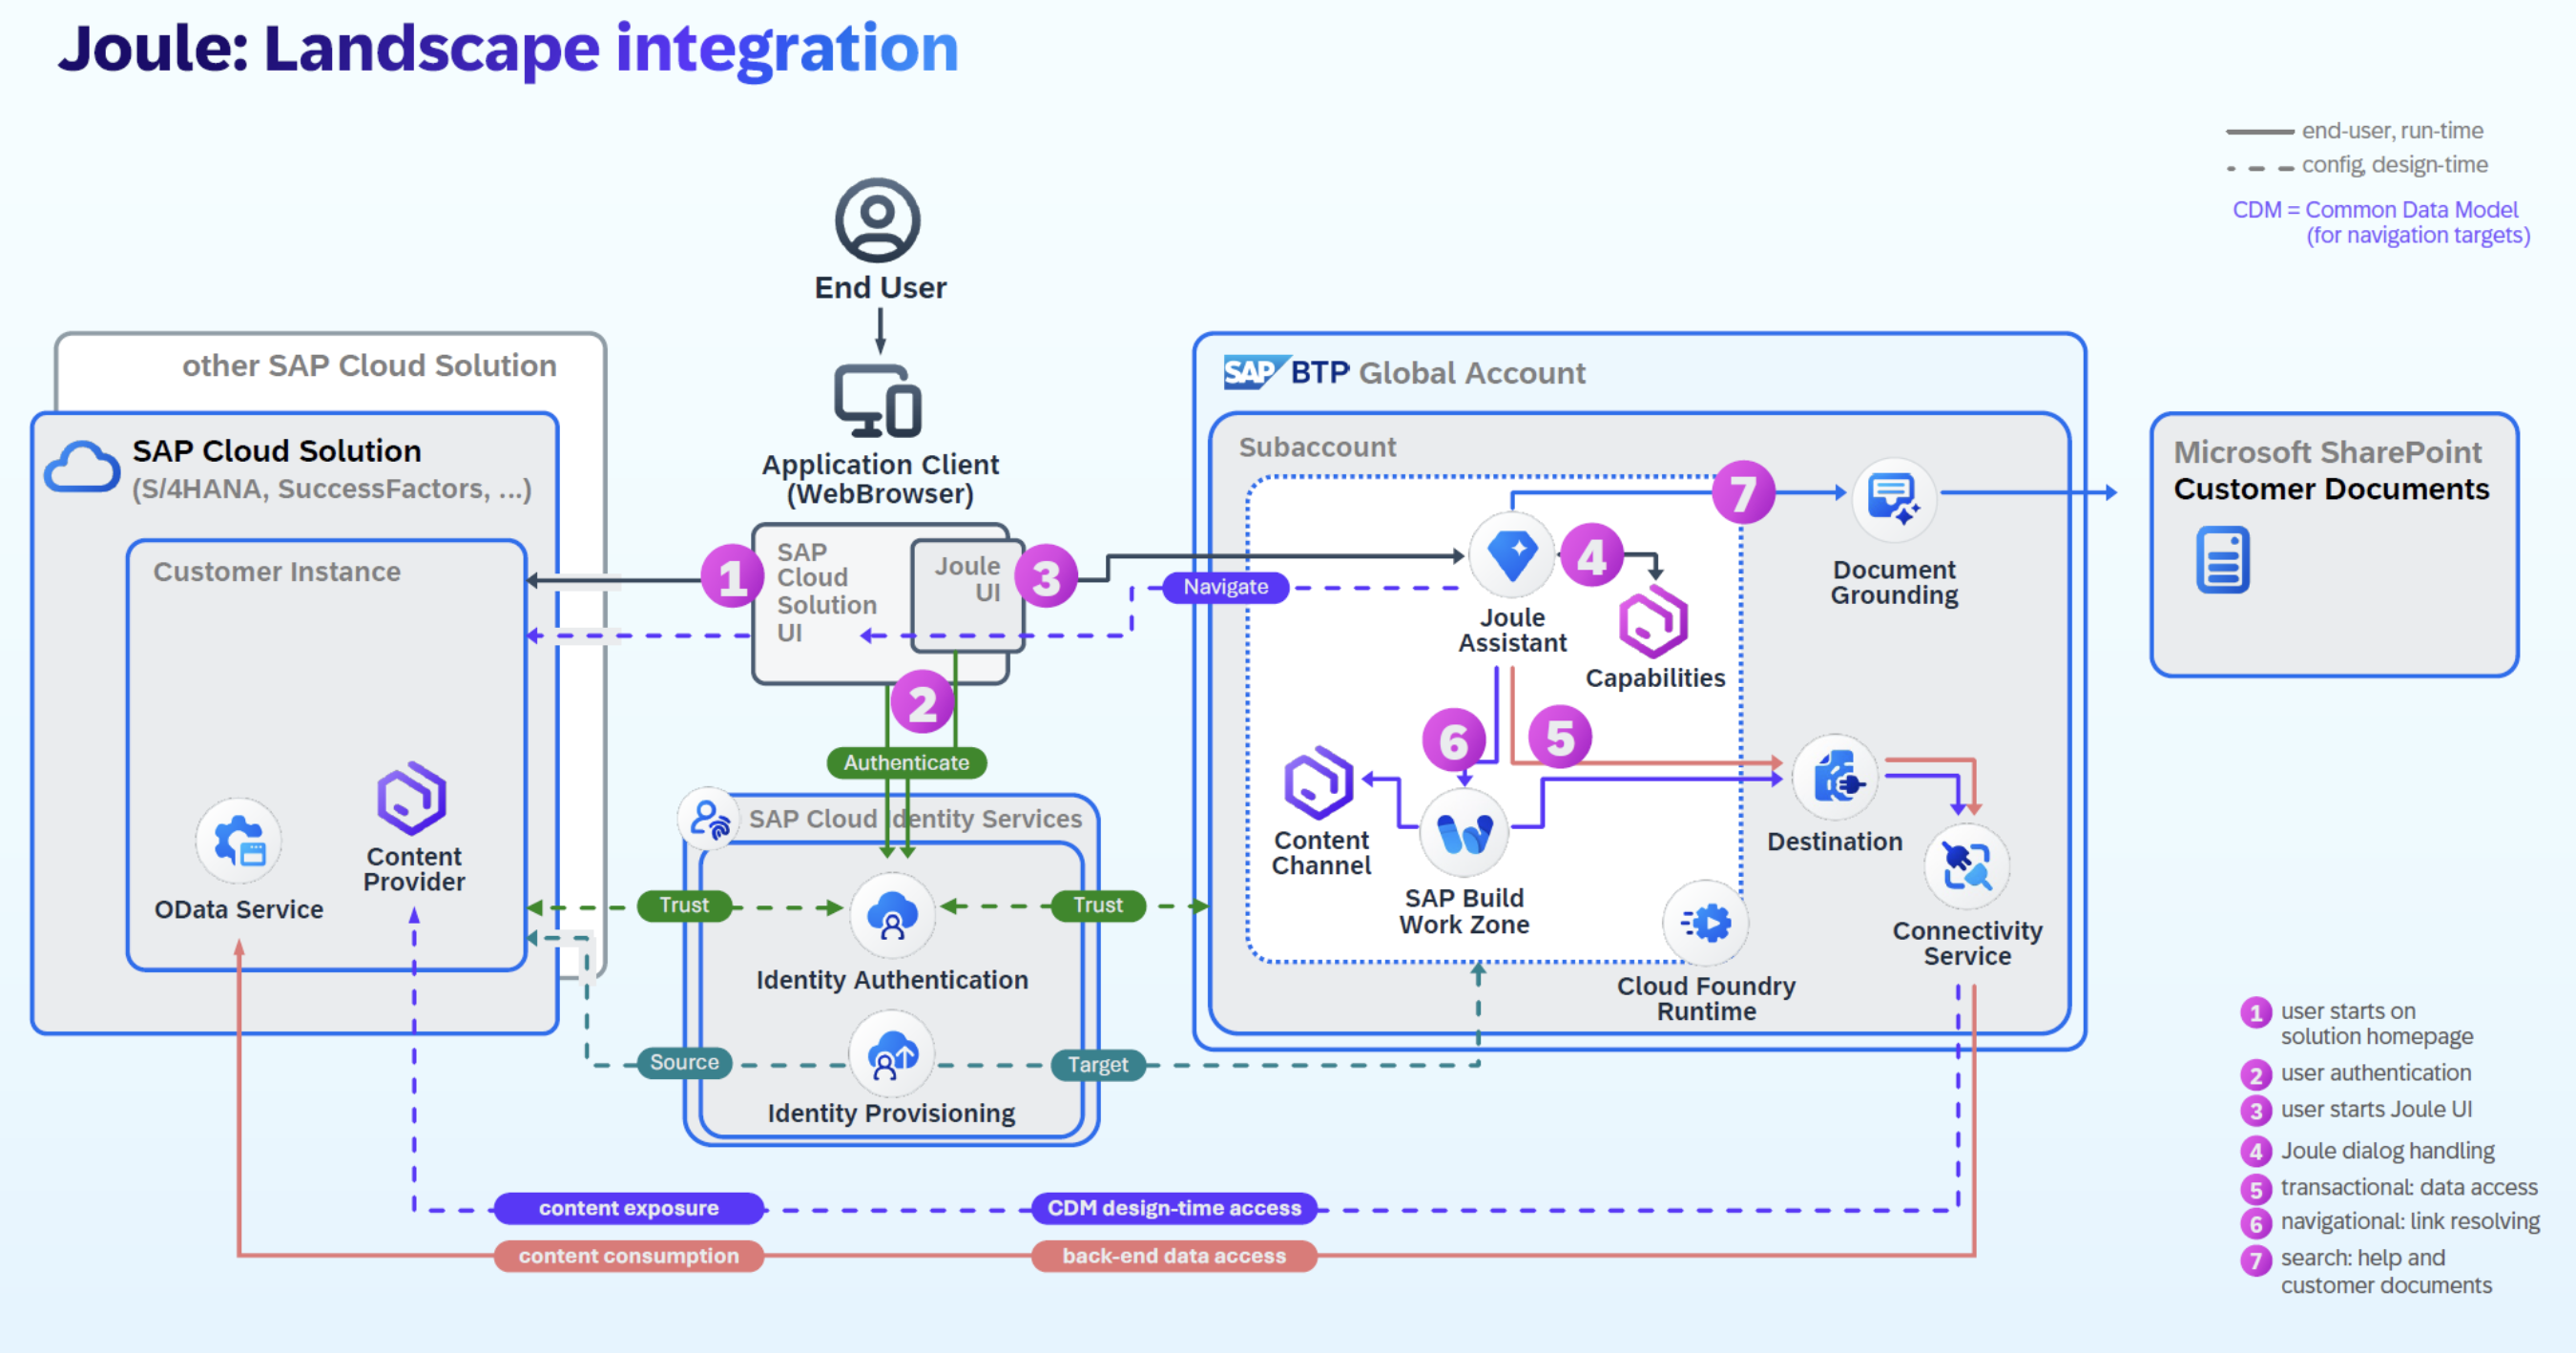 Joule: Landscape integration
end-user, run-time
config, design-time
CDM = Common Data Model
(for navigation targets)
End User
Application Client
(WebBrowser)
other SAP Cloud Solution
SAP Cloud Solution
(S/4HANA, SuccessFactors, ...)
Customer Instance
OData Service
Content
Provider
1
SAP
Cloud
Solution
UI
Joule
UI
3
2
Authenticate
Navigate
SAP Cloud Identity Services
Trust
Trust
Identity Authentication
Source
Target
Identity Provisioning
SAP BTP Global Account
Subaccount
7
4
Joule
Assistant
Capabilities
Document
Grounding
6
5
Content
Channel
SAP Build
Work Zone
Destination
Connectivity
Service
Cloud Foundry
Runtime
Microsoft SharePoint
Customer Documents
content exposure
CDM design-time access
content consumption
back-end data access
1 user starts on
solution homepage
2 user authentication
3 user starts Joule UI
4 Joule dialog handling
5 transactional: data access
6 navigational: link resolving
7 search: help and
customer documents